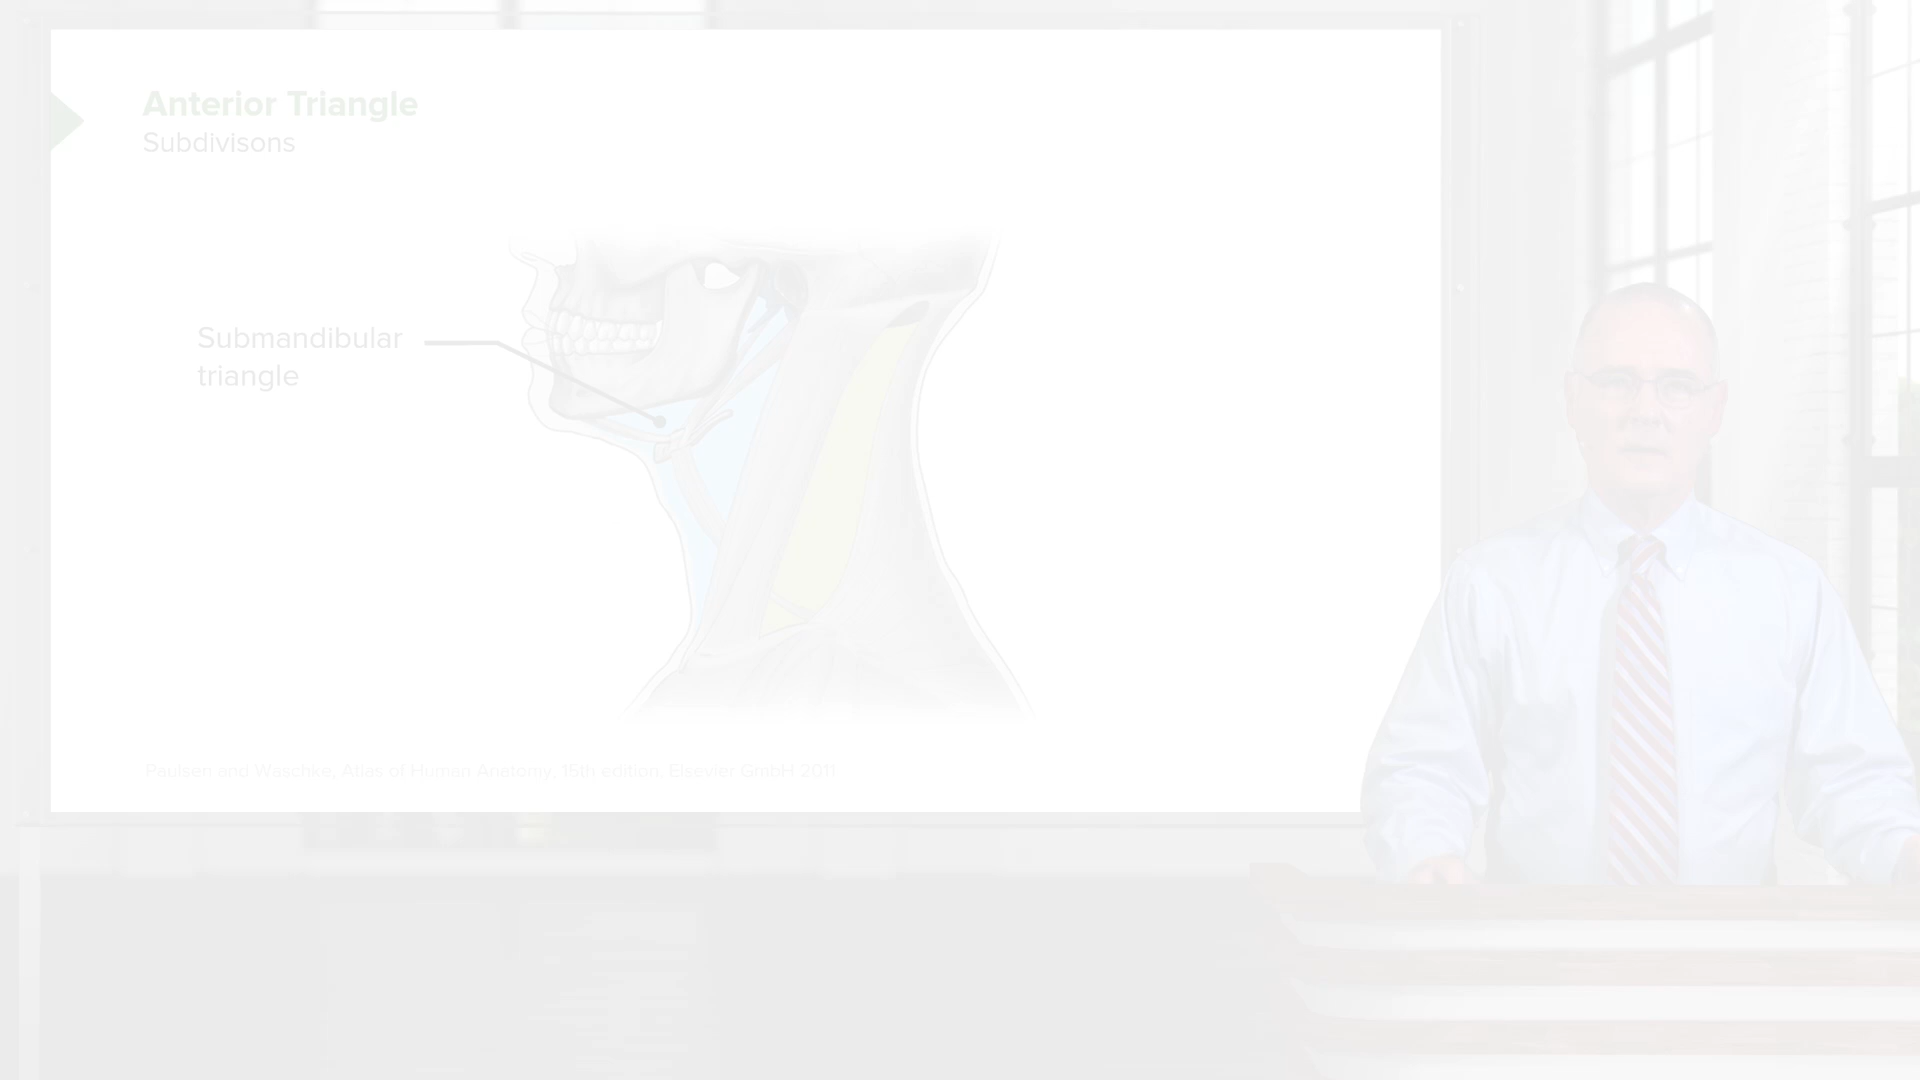 Anterior Triangle
Subdivisons
Submandibular
triangle
Paulsen and Waschke, Atlas of Human Anatomy, 15th edition, Elsevier GmbH 2011